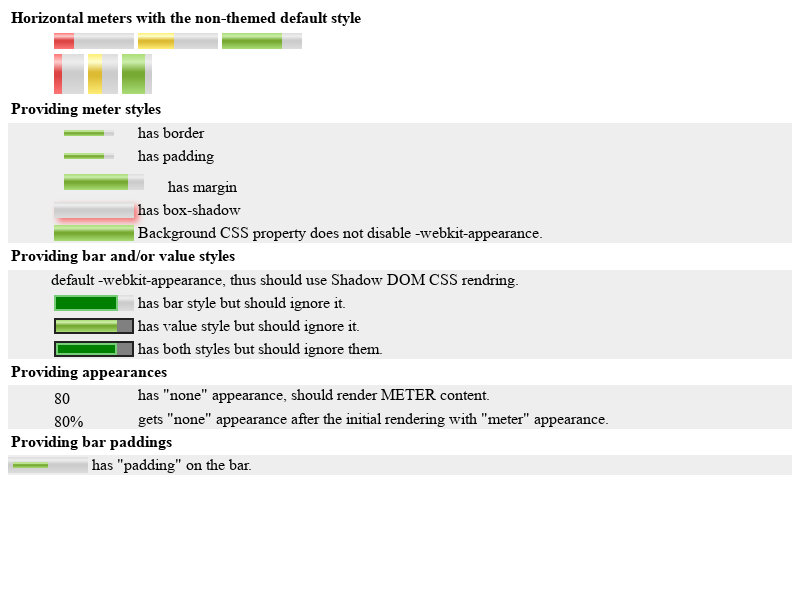 Horizontal meters with the non-themed default style
Providing meter styles
has border
has padding
has margin
has box-shadow
Background CSS property does not disable -webkit-appearance.
Providing bar and/or value styles
default -webkit-appearance, thus should use Shadow DOM CSS rendring.
has bar style but should ignore it.
has value style but should ignore it.
has both styles but should ignore them.
Providing appearances
80 has "none" appearance, should render METER content.
80% gets "none" appearance after the initial rendering with "meter" appearance.
Providing bar paddings
has "padding" on the bar.